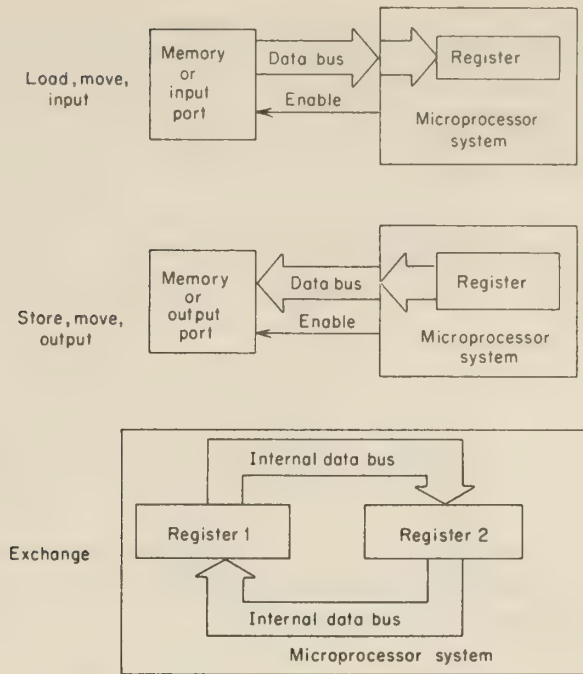 Load, move,
input
Memory
or
input
port
Data bus
Enable
Register
Microprocessor
system
Store, move,
output
Memory
or
output
port
Data bus
Enable
Register
Microprocessor
system
Exchange
Internal data bus
Register 1
Register 2
Internal data bus
Microprocessor system